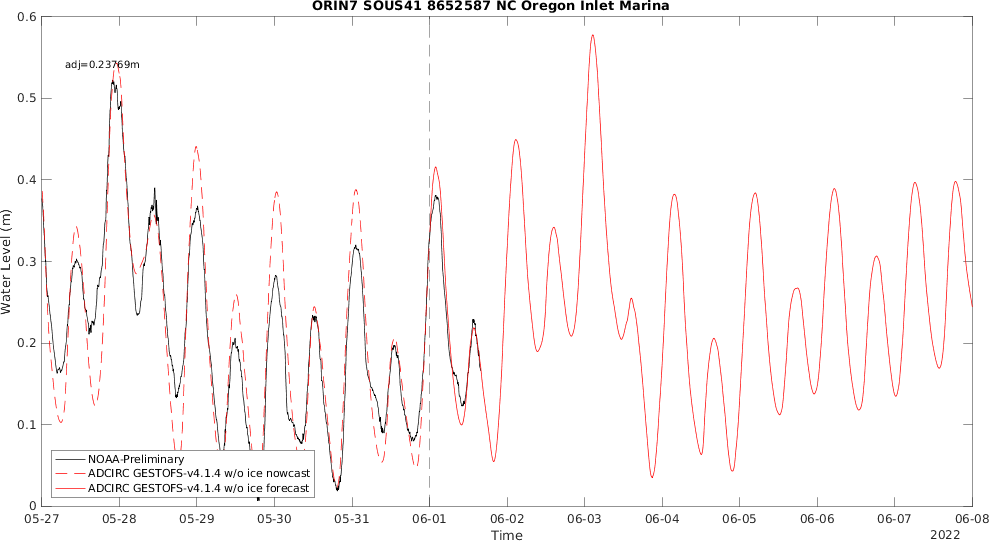 ORIN7 SOUS41 8652587 NC Oregon Inlet Marina
0.6
adj=0.23769m
0.5
0.4
0.3
Water Level (m)
0.2
0.1
NOAA-Preliminary
ADCIRC GESTOFS-v4.1.4 w/o ice nowcast
ADCIRC GESTOFS-v4.1.4 w/o ice forecast
0
05-27 05-28 05-29 05-30 05-31 06-01 06-02 06-03 06-04 06-05 06-06 06-07 06-08
Time
2022